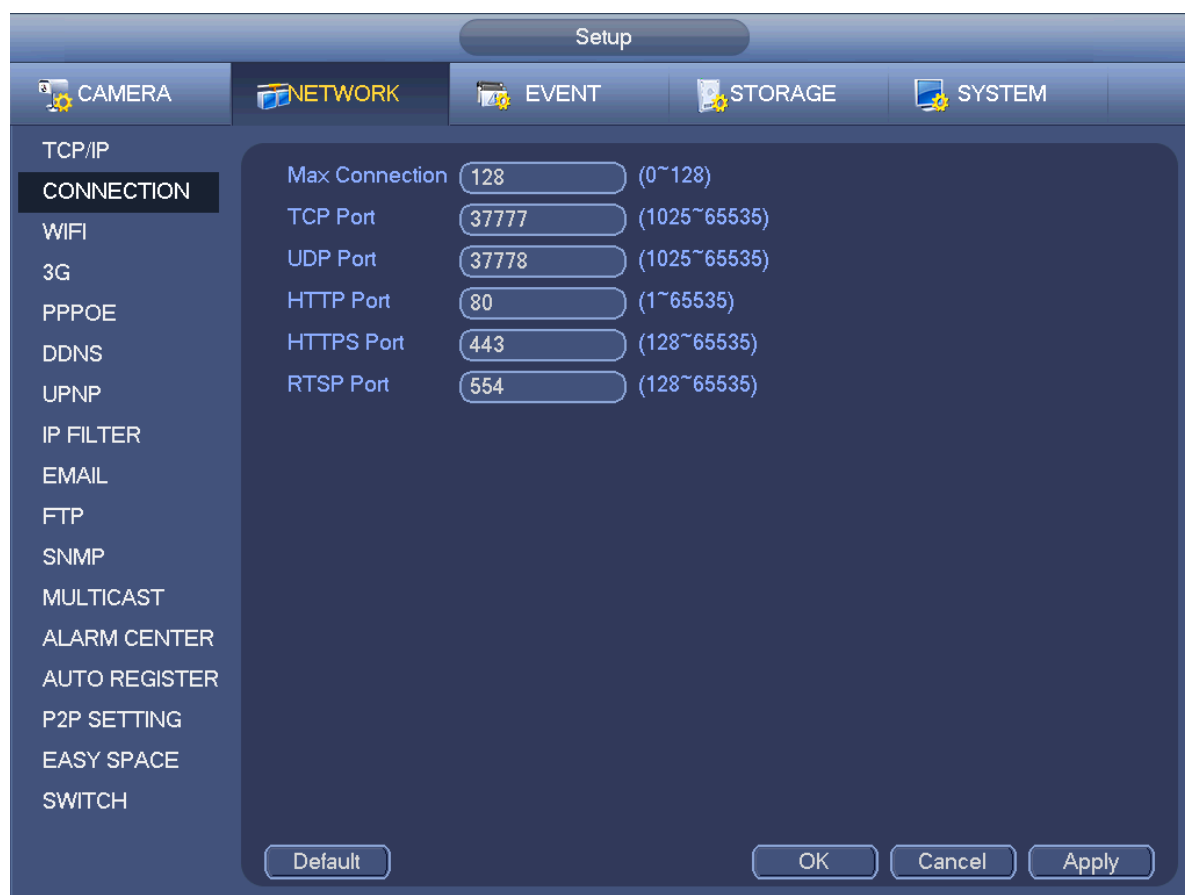 Setup
CAMERA NETWORK EVENT STORAGE SYSTEM
TCP/IP
CONNECTION
WIFI
3G
PPPOE
DDNS
UPNP
IP FILTER
EMAIL
FTP
SNMP
MULTICAST
ALARM CENTER
AUTO REGISTER
P2P SETTING
EASY SPACE
SWITCH
Max Connection 128 (0~128)
TCP Port 37777 (1025~65535)
UDP Port 37778 (1025~65535)
HTTP Port 80 (1~65535)
HTTPS Port 443 (128~65535)
RTSP Port 554 (128~65535)
Default OK Cancel Apply